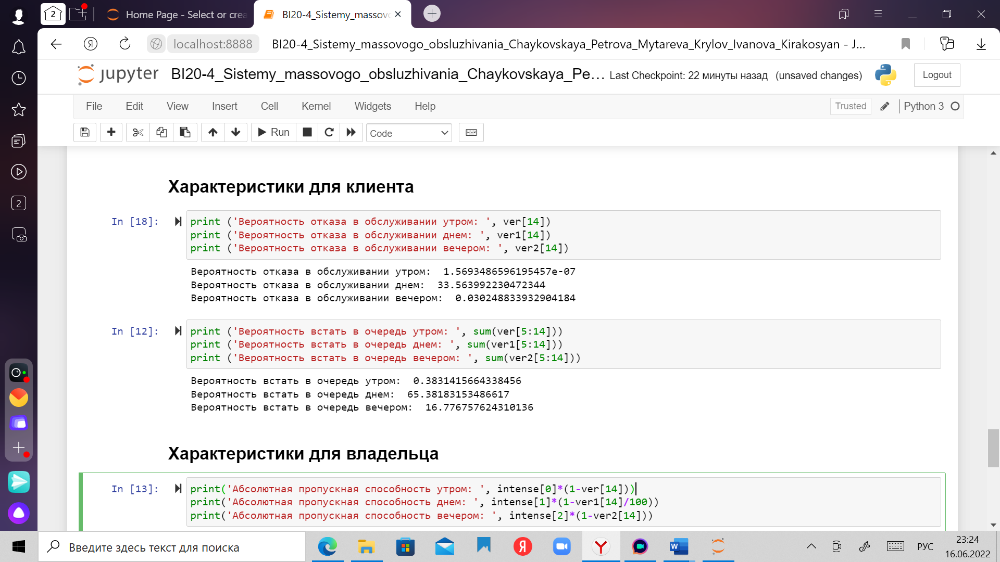 2
Home Page - Select or crea
BI20-4_Sistemy_massovo
localhost:8888
BI20-4_Sistemy_massovogo_obsluzhivania_Chaykovskaya_Petrova_Mytareva_Krylov_Ivanova_Kirakosyan - J...
jupyter
BI20-4_Sistemy_massovogo_obsluzhivania_Chaykovskaya_Pe...
Last Checkpoint: 22 минуты назад (unsaved changes)
Logout
File Edit View Insert Cell Kernel Widgets Help
Trusted
Python 3
Run
Code
Характеристики для клиента
In [18]:
print ('Вероятность отказа в обслуживании утром: ', ver[14])
print ('Вероятность отказа в обслуживании днем: ', ver1[14])
print ('Вероятность отказа в обслуживании вечером: ', ver2[14])
Вероятность отказа в обслуживании утром:  1.5693486596195457e-07
Вероятность отказа в обслуживании днем:  33.563992230472344
Вероятность отказа в обслуживании вечером:  0.030248833932904184
2
In [12]:
print ('Вероятность встать в очередь утром: ', sum(ver[5:14]))
print ('Вероятность встать в очередь днем: ', sum(ver1[5:14]))
print ('Вероятность встать в очередь вечером: ', sum(ver2[5:14]))
Вероятность встать в очередь утром:  0.3831415664338456
Вероятность встать в очередь днем:  65.38183153486617
Вероятность встать в очередь вечером:  16.776757624310136
Характеристики для владельца
In [13]:
print('Абсолютная пропускная способность утром: ', intense[0]*(1-ver[14]))
print('Абсолютная пропускная способность днем: ', intense[1]*(1-ver1[14]/100))
print('Абсолютная пропускная способность вечером: ', intense[2]*(1-ver2[14]))
Введите здесь текст для поиска
Я
W
РУС
23:24
16.06.2022